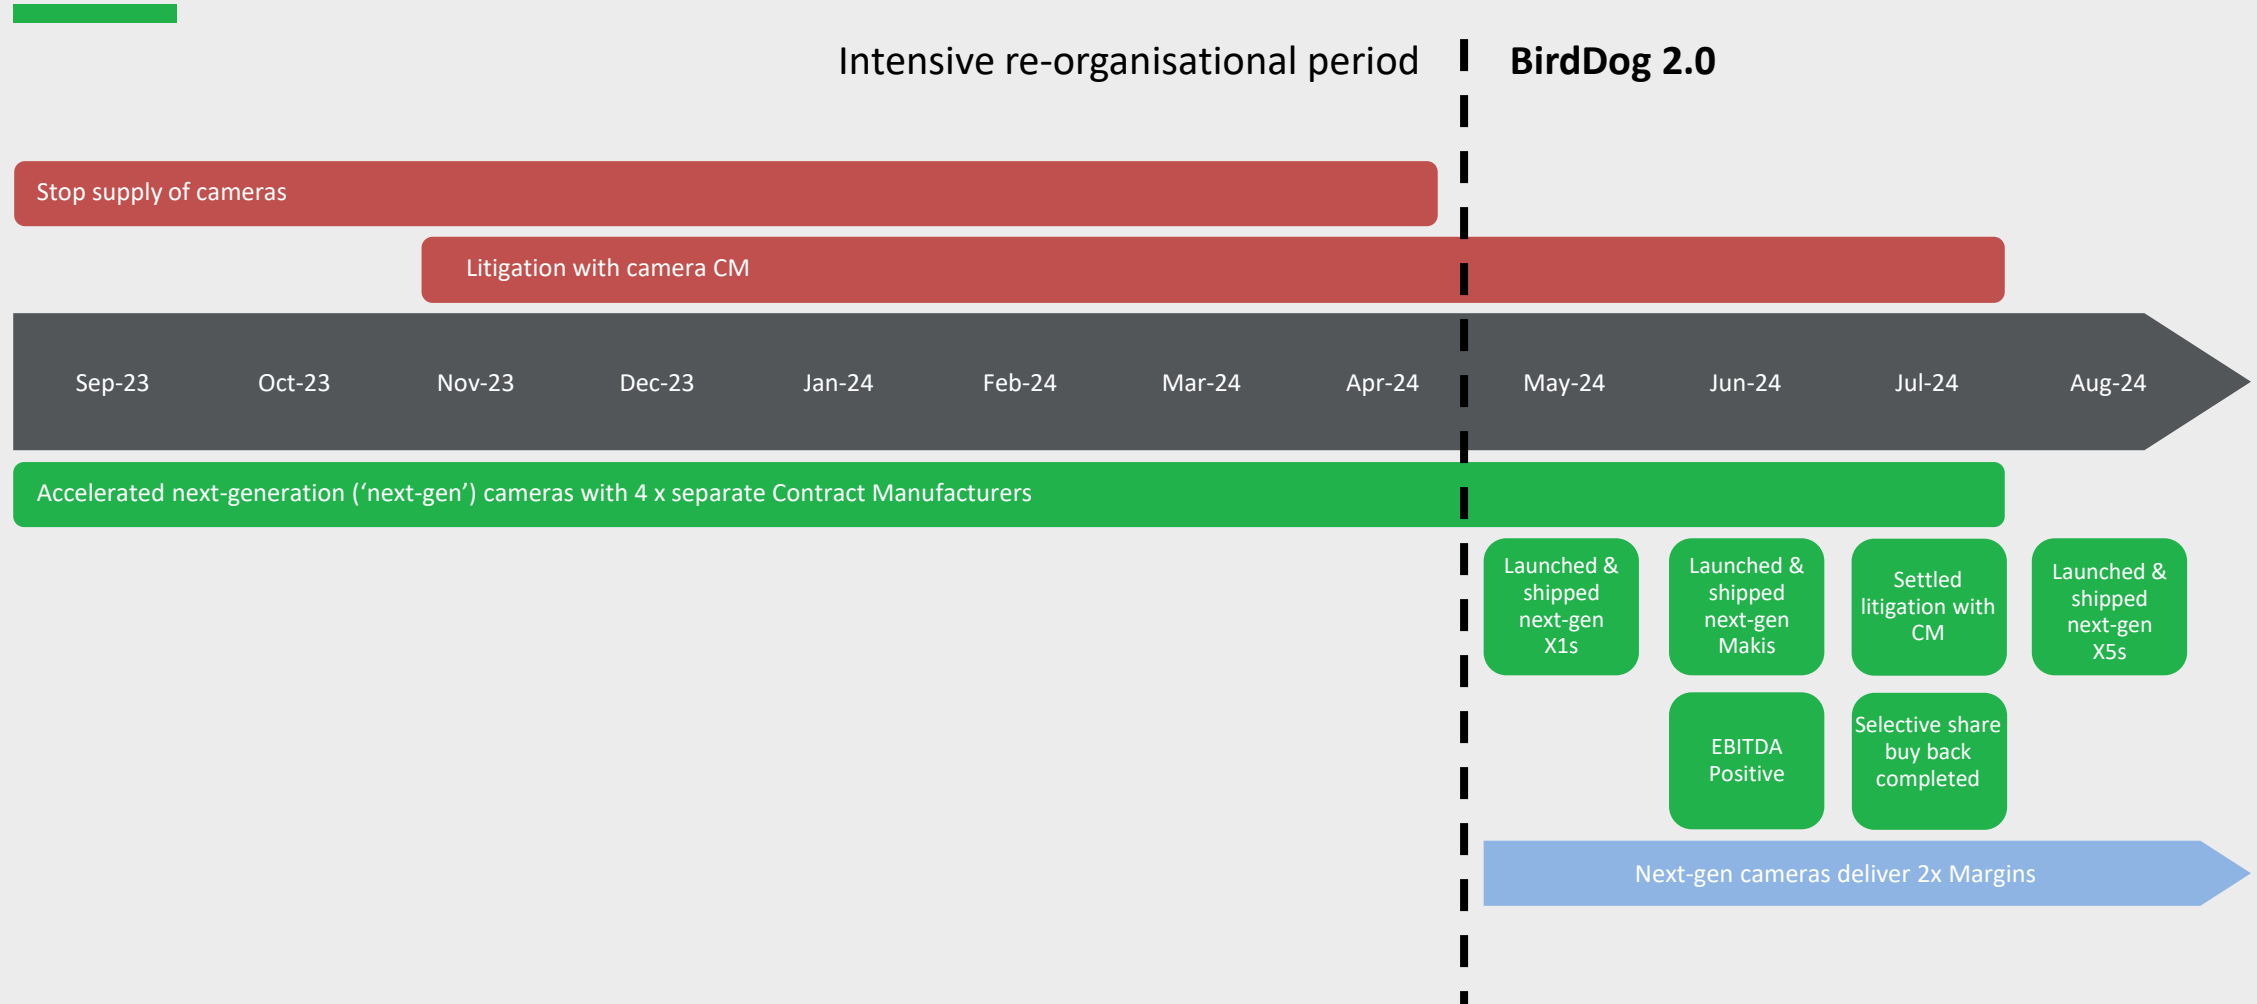 Intensive re-organisational period
BirdDog 2.0
Stop supply of cameras
Litigation with camera CM
Sep-23
Oct-23
Nov-23
Dec-23
Jan-24
Feb-24
Mar-24
Apr-24
May-24
Jun-24
Jul-24
Aug-24
Accelerated next-generation (‘next-gen’) cameras with 4 x separate Contract Manufacturers
Launched &
shipped
next-gen
X1s
Launched &
shipped
next-gen
Makis
Settled
litigation with
CM
Launched &
shipped
next-gen
X5s
EBITDA
Positive
Selective share
buy back
completed
Next-gen cameras deliver 2x Margins